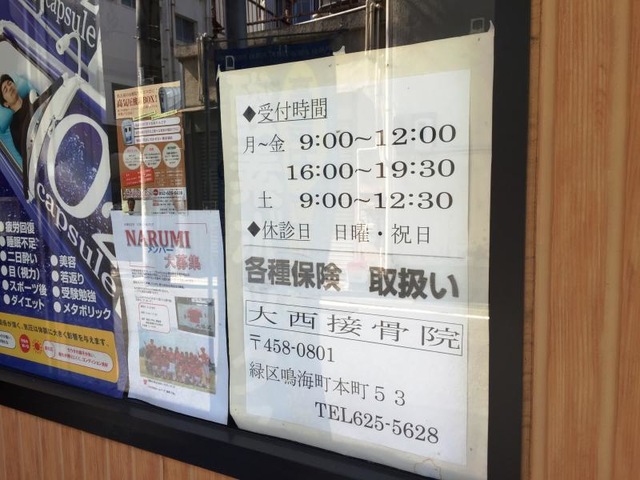 ◆受付時間
月~金 9:00~12:00
16:00~19:30
土 9:00~12:30
◆休診日 日曜・祝日
各種保険 取扱い
大西接骨院
〒458-0801
緑区鳴海町本町53
TEL625-5628
NARUMI
メンバー
大募集
capsule
O2
capsule
●疲労回復
●睡眠不足
●二日酔い
●目(視力)
●スポーツ後
●ダイエット
●美容
●若返り
●受験勉強
●メタボリック